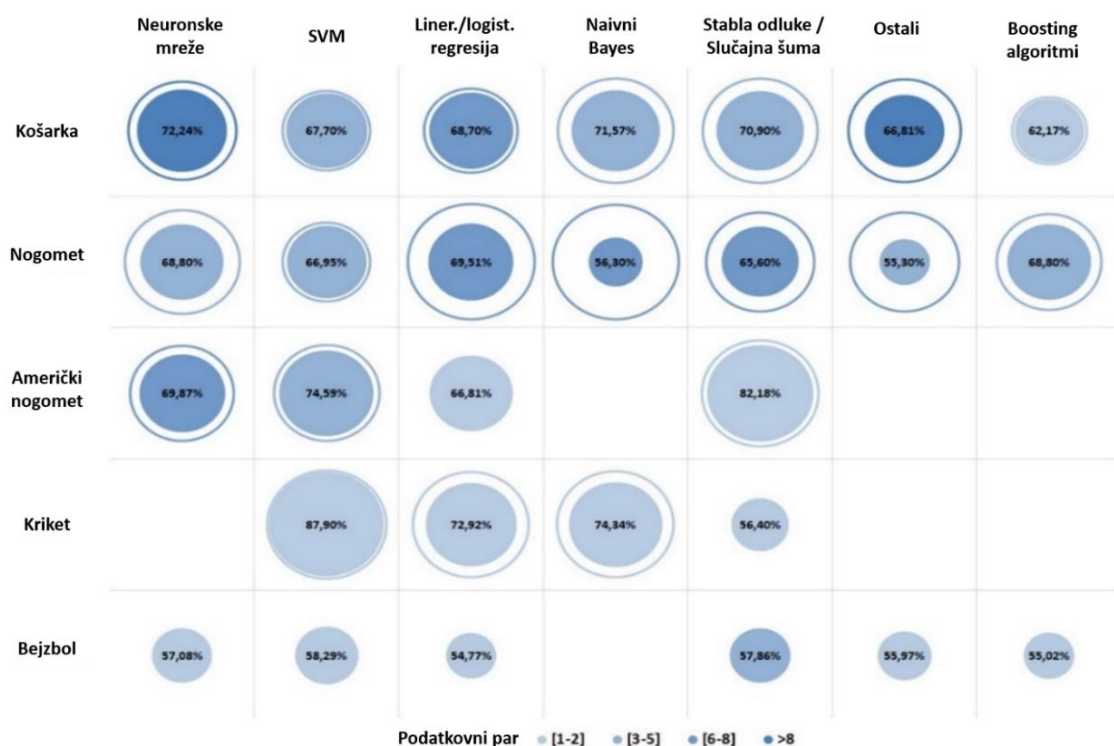 Neuronske
mreže
SVM
Liner./logist.
regresija
Naivni
Bayes
Stabla odluke /
Slučajna šuma
Ostali
Boosting
algoritmi
Košarka
72,24%
67,70%
68,70%
71,57%
70,90%
66,81%
62,17%
Nogomet
68,80%
66,95%
69,51%
56,30%
65,60%
55,30%
68,80%
Américki
nogomet
69,87%
74,59%
66,81%
82,18%
Kriket
87,90%
72,92%
74,34%
56,40%
Bejzbol
57,08%
58,29%
54,77%
57,86%
55,97%
55,02%
Podatkovni par [1-2] [3-5] [6-8] >8